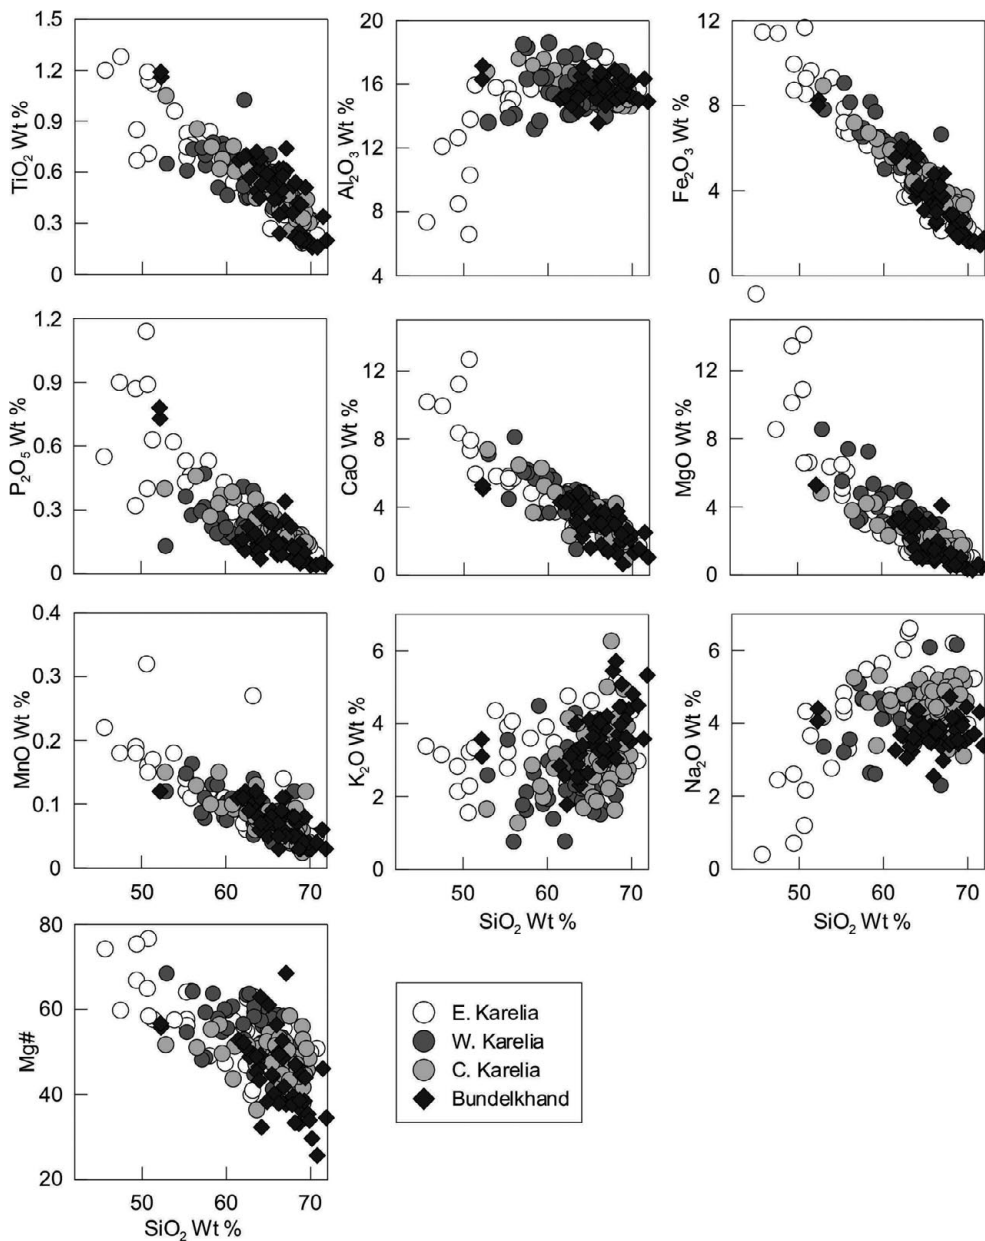 1.5
1.2
0.9
0.6
0.3
0
TiO2 Wt %
50
60
70
20
16
12
8
4
Al2O3 Wt %
12
8
4
0
Fe2O3 Wt %
1.2
0.9
0.6
0.3
0
P2O5 Wt %
12
8
4
0
CaO Wt %
12
8
4
0
MgO Wt %
0.4
0.3
0.2
0.1
0
MnO Wt %
50 60 70
6
4
2
0
K2O Wt %
50 60 70
SiO2 Wt %
6
4
2
0
Na2O Wt %
50 60 70
SiO2 Wt %
80
60
40
20
Mg#
50 60 70
SiO2 Wt %
E. Karelia
W. Karelia
C. Karelia
Bundelkhand